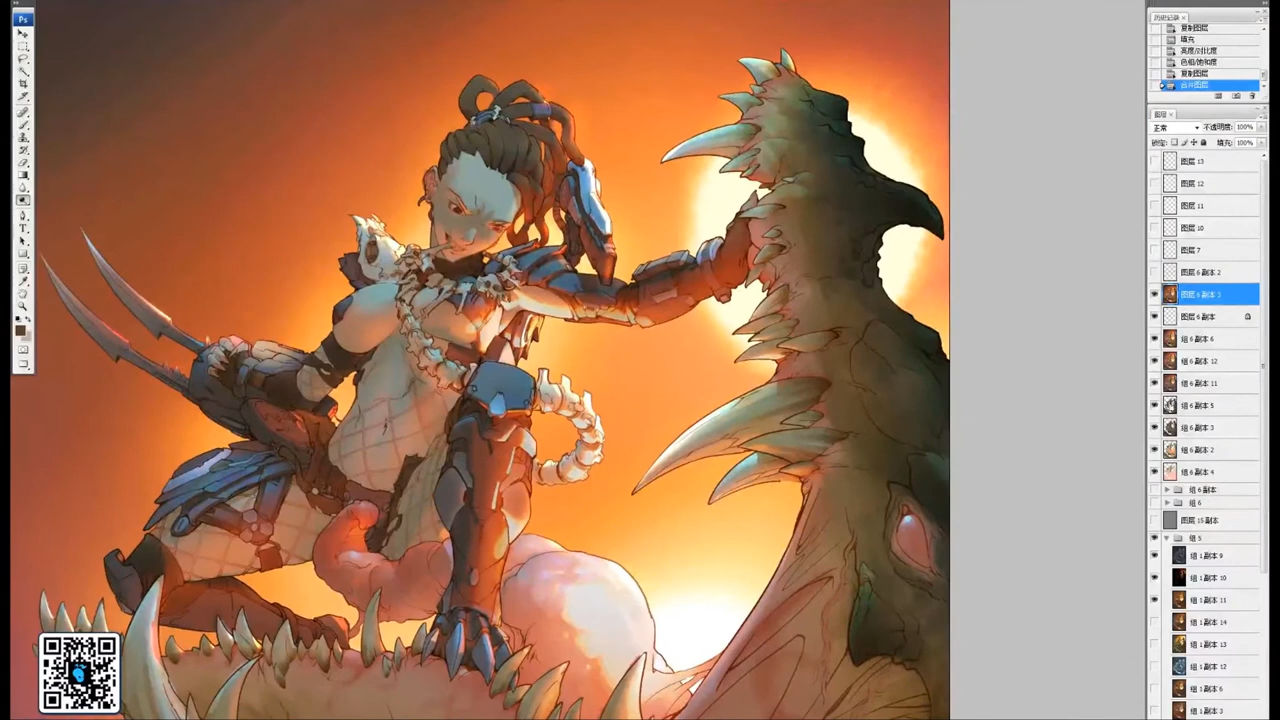 Ps
历史记录
复制图层
填充
亮度/对比度
色相/饱和度
复制图层
合并图层
图层
正常
不透明度: 100%
锁定:
填充: 100%
图层 13
图层 12
图层 11
图层 10
图层 7
图层 6 副本 2
图层 6 副本 3
图层 6 副本
组 6 副本 6
组 6 副本 12
组 6 副本 11
组 6 副本 5
组 6 副本 3
组 6 副本 2
组 6 副本 4
组 6 副本
组 6
图层 15 副本
组 5
组 1 副本 9
组 1 副本 10
组 1 副本 11
组 1 副本 14
组 1 副本 13
组 1 副本 12
组 1 副本 6
组 1 副本 3